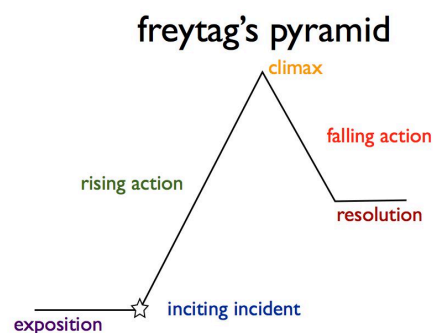 freytag's pyramid
climax
falling action
rising action
resolution
inciting incident
exposition